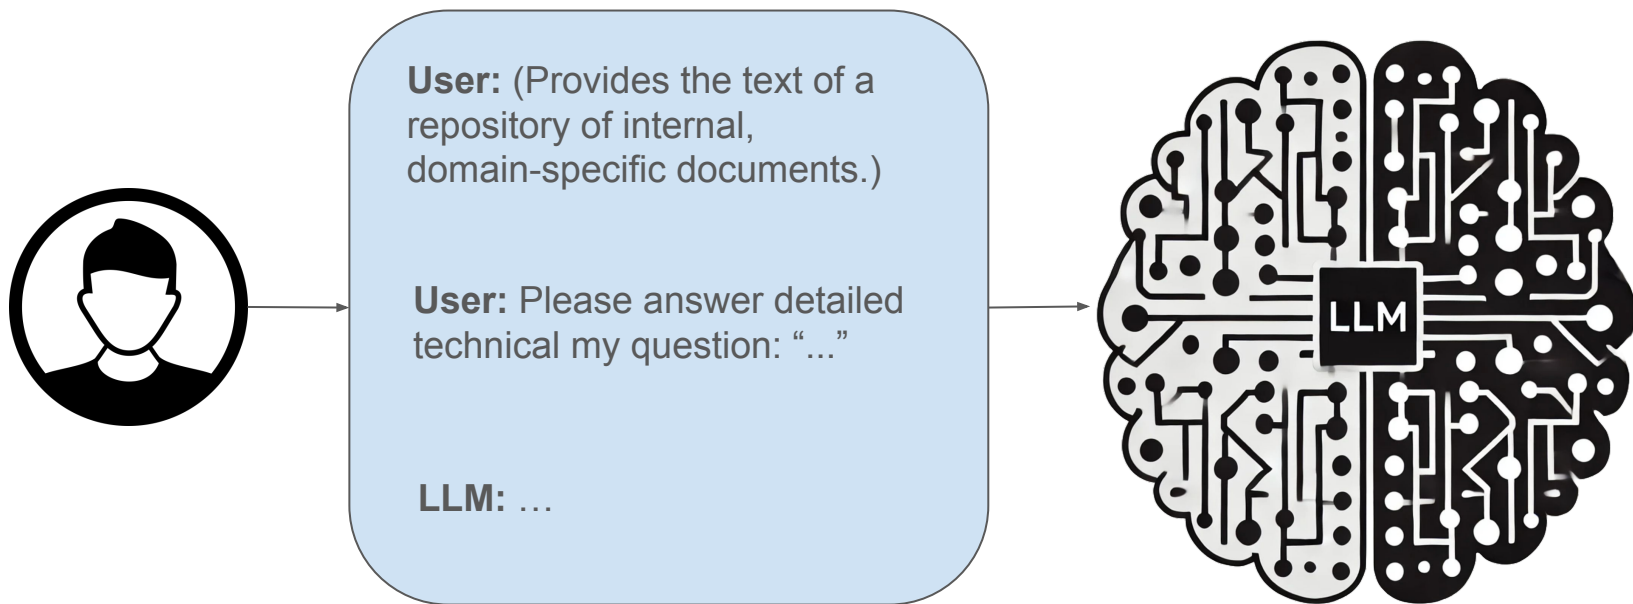 User: (Provides the text of a
repository of internal,
domain-specific documents.)
User: Please answer detailed
technical my question: “...”
LLM: …
LLM